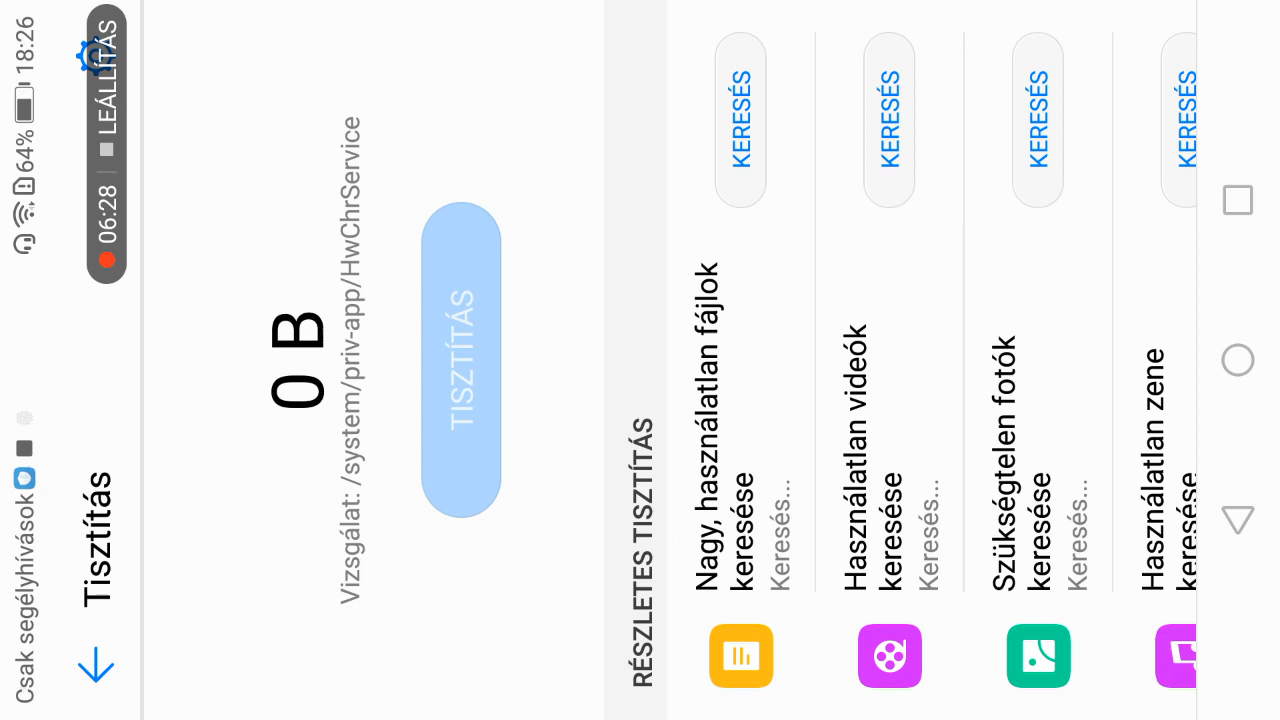 Csak segélyhívások
64% 18:26
Tisztítás
06:28 | LEÁLLÍTÁS
0 B
Vizsgálat: /system/priv-app/HwChrService
TISZTÍTÁS
RÉSZLETES TISZTÍTÁS
Nagy, használatlan fájlok
keresése
Keresés...
KERESÉS
Használatlan videók
keresése
Keresés...
KERESÉS
Szükségtelen fotók
keresése
Keresés...
KERESÉS
Használatlan zene
keresése
KERESÉS